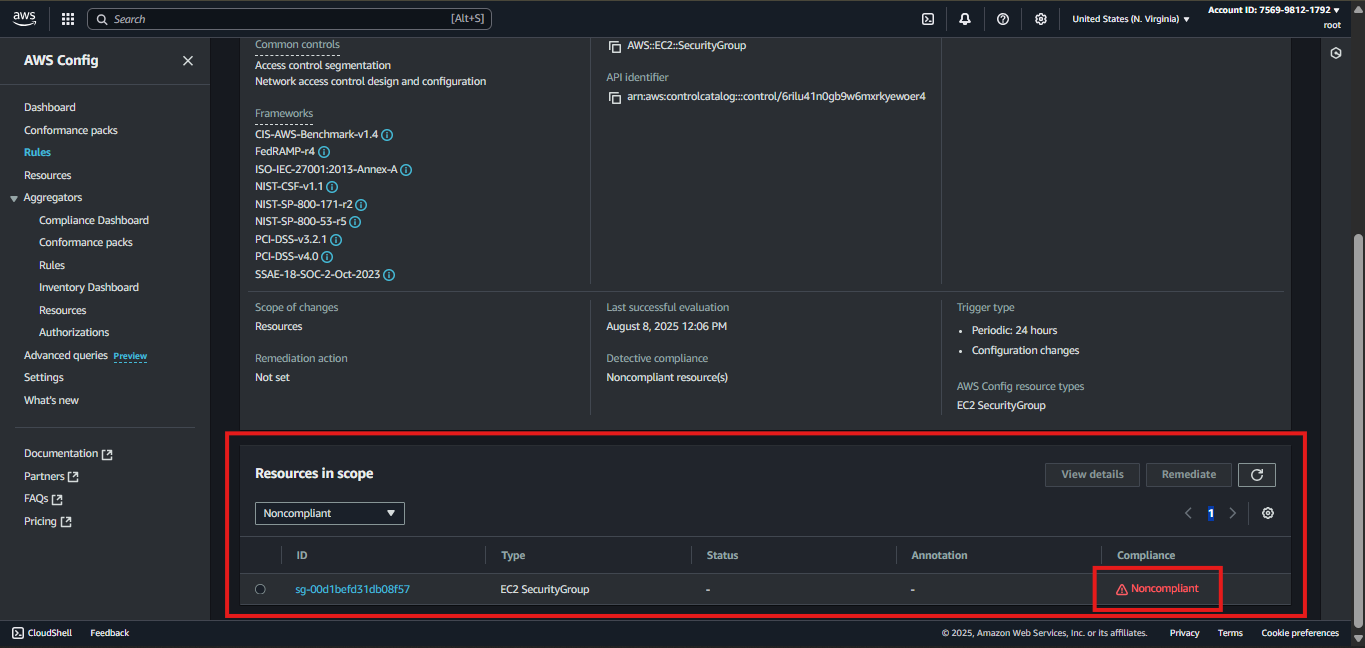 aws
Search
[Alt+S]
United States (N. Virginia) ▼
Account ID: 7569-9812-1792 ▼
root
AWS Config
Dashboard
Conformance packs
Rules
Resources
Aggregators
Compliance Dashboard
Conformance packs
Rules
Inventory Dashboard
Resources
Authorizations
Advanced queries Preview
Settings
What's new
Documentation
Partners
FAQs
Pricing
Common controls
Access control segmentation
Network access control design and configuration
Frameworks
CIS-AWS-Benchmark-v1.4
FedRAMP-r4
ISO-IEC-27001:2013-Annex-A
NIST-CSF-v1.1
NIST-SP-800-171-r2
NIST-SP-800-53-r5
PCI-DSS-v3.2.1
PCI-DSS-v4.0
SSAE-18-SOC-2-Oct-2023
AWS::EC2::SecurityGroup
API identifier
arn:aws:controlcatalog:::control/6rilu41n0gb9w6mxrkyewoer4
Scope of changes
Resources
Remediation action
Not set
Last successful evaluation
August 8, 2025 12:06 PM
Detective compliance
Noncompliant resource(s)
Trigger type
• Periodic: 24 hours
• Configuration changes
AWS Config resource types
EC2 SecurityGroup
Resources in scope
View details
Remediate
Noncompliant
1
ID Type Status Annotation Compliance
sg-00d1befd31db08f57 EC2 SecurityGroup - - Noncompliant
CloudShell
Feedback
© 2025, Amazon Web Services, Inc. or its affiliates.
Privacy
Terms
Cookie preferences